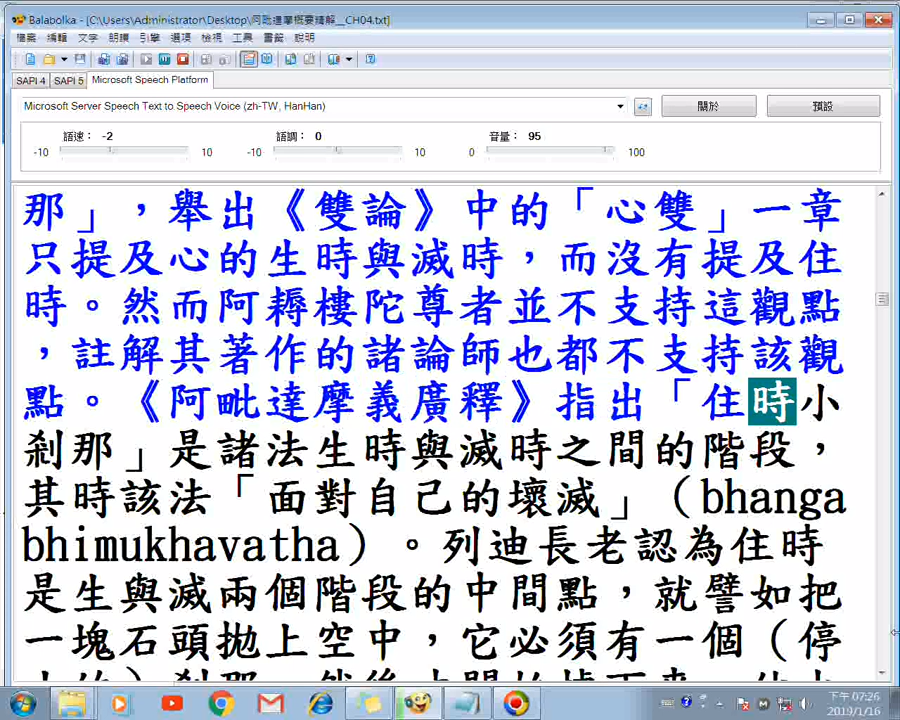 Balabolka - [C:\Users\Administrator\Desktop\阿毗達摩概要精解__CH04.txt]
檔案 編輯 文字 朗讀 引擎 選項 檢視 工具 書籤 說明
SAPI 4 SAPI 5 Microsoft Speech Platform
Microsoft Server Speech Text to Speech Voice (zh-TW, HanHan) 關於 預設
語速： -2 語調： 0 音量： 95
-10 10 -10 10 0 100
那」，舉出《雙論》中的「心雙」一章
只提及心的生時與滅時，而沒有提及住
時。然而阿耨樓陀尊者並不支持這觀點
，註解其著作的諸論師也都不支持該觀
點。《阿毗達摩義廣釋》指出「住時小
剎那」是諸法生時與滅時之間的階段，
其時該法「面對自己的壞滅」（bhanga
bhimukhavatha）。列迪長老認為住時
是生與滅兩個階段的中間點，就譬如把
一塊石頭拋上空中，它必須有一個（停
下午 07:26
2019/1/16